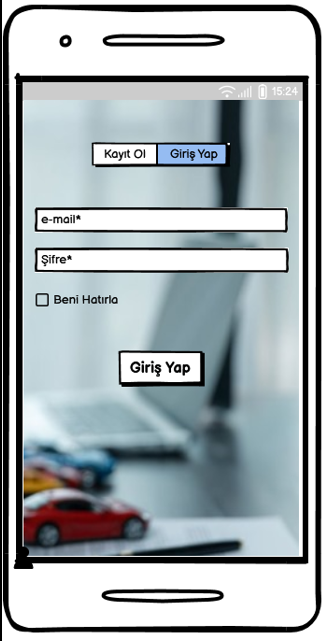 15:24
Kayıt Ol Giriş Yap
e-mail*
Şifre*
Beni Hatırla
Giriş Yap